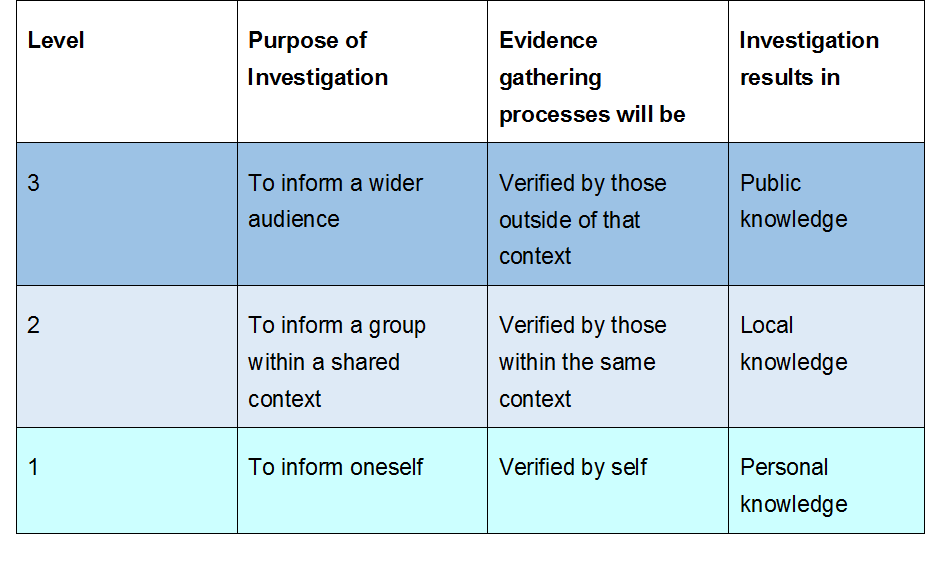 Level
Purpose of
Investigation
Evidence
gathering
processes will be
Investigation
results in
3
To inform a wider
audience
Verified by those
outside of that
context
Public
knowledge
2
To inform a group
within a shared
context
Verified by those
within the same
context
Local
knowledge
1
To inform oneself
Verified by self
Personal
knowledge